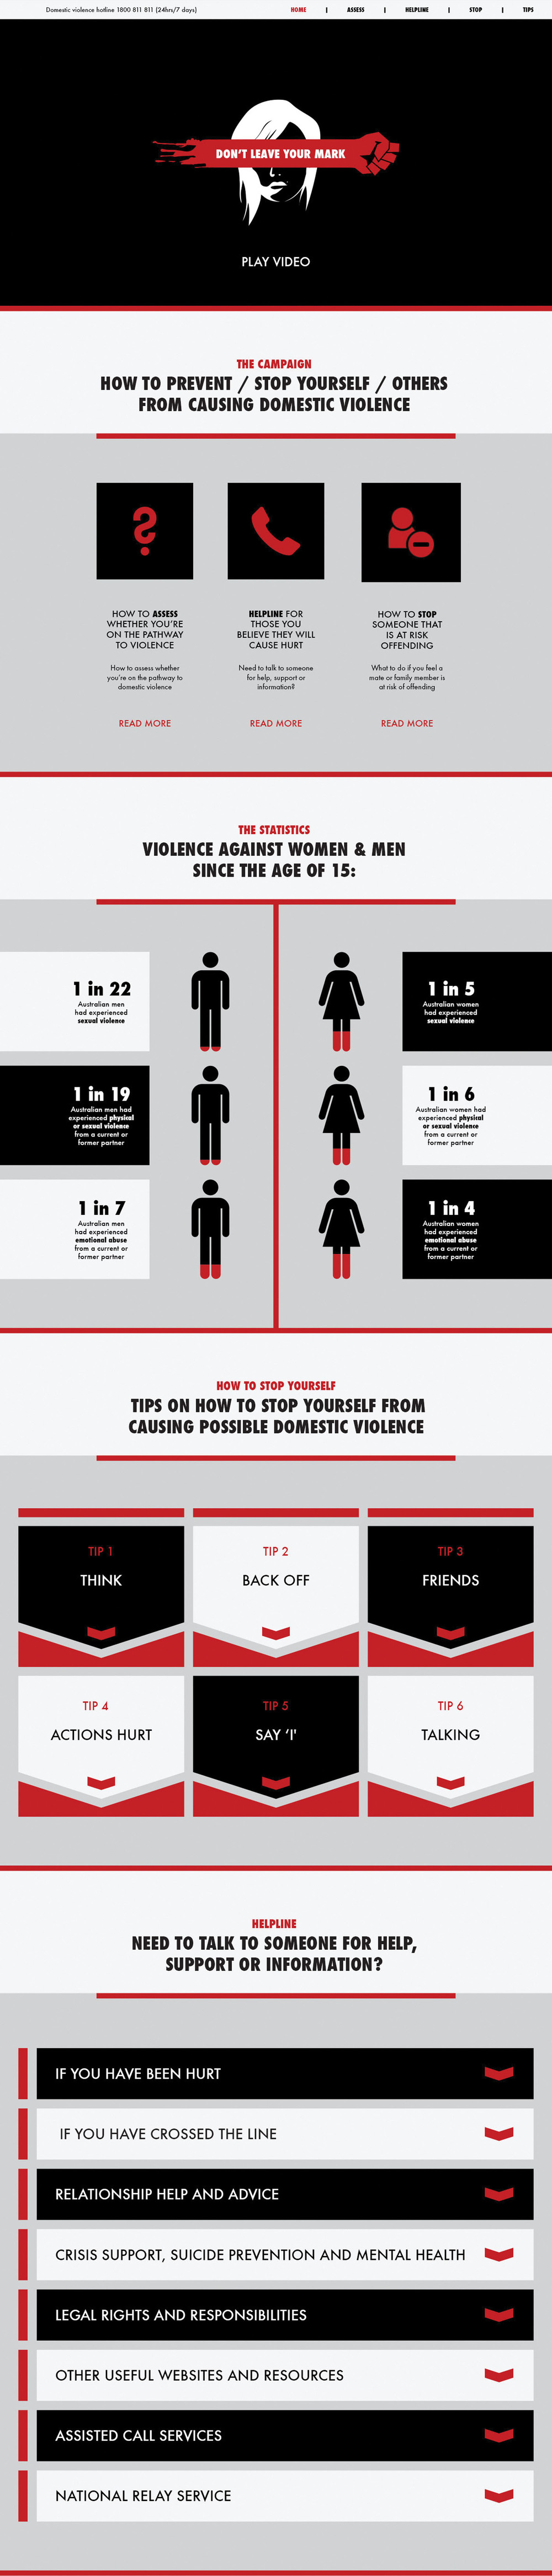 Domestic violence hotline 1800 811 811 (24hrs/7 days)
HOME | ASSESS | HELPLINE | STOP | TIPS
DON'T LEAVE YOUR MARK
PLAY VIDEO
THE CAMPAIGN
HOW TO PREVENT / STOP YOURSELF / OTHERS
FROM CAUSING DOMESTIC VIOLENCE
?
HOW TO ASSESS
WHETHER YOU'RE
ON THE PATHWAY
TO VIOLENCE
How to assess whether
you're on the pathway to
domestic violence
READ MORE
HELPLINE FOR
THOSE YOU
BELIEVE THEY WILL
CAUSE HURT
Need to talk to someone
for help, support or
information?
READ MORE
HOW TO STOP
SOMEONE THAT
IS AT RISK
OFFENDING
What to do if you feel a
mate or family member is
at risk of offending
READ MORE
THE STATISTICS
VIOLENCE AGAINST WOMEN & MEN
SINCE THE AGE OF 15:
1 in 22
Australian men
had experienced
sexual violence
1 in 5
Australian women
had experienced
sexual violence
1 in 19
Australian men had
experienced physical
or sexual violence
from a current or
former partner
1 in 6
Australian women had
experienced physical
or sexual violence
from a current or
former partner
1 in 7
Australian men
had experienced
emotional abuse
from a current or
former partner
1 in 4
Australian women
had experienced
emotional abuse
from a current or
former partner
HOW TO STOP YOURSELF
TIPS ON HOW TO STOP YOURSELF FROM
CAUSING POSSIBLE DOMESTIC VIOLENCE
TIP 1
THINK
TIP 2
BACK OFF
TIP 3
FRIENDS
TIP 4
ACTIONS HURT
TIP 5
SAY 'I'
TIP 6
TALKING
HELPLINE
NEED TO TALK TO SOMEONE FOR HELP,
SUPPORT OR INFORMATION?
IF YOU HAVE BEEN HURT
IF YOU HAVE CROSSED THE LINE
RELATIONSHIP HELP AND ADVICE
CRISIS SUPPORT, SUICIDE PREVENTION AND MENTAL HEALTH
LEGAL RIGHTS AND RESPONSIBILITIES
OTHER USEFUL WEBSITES AND RESOURCES
ASSISTED CALL SERVICES
NATIONAL RELAY SERVICE